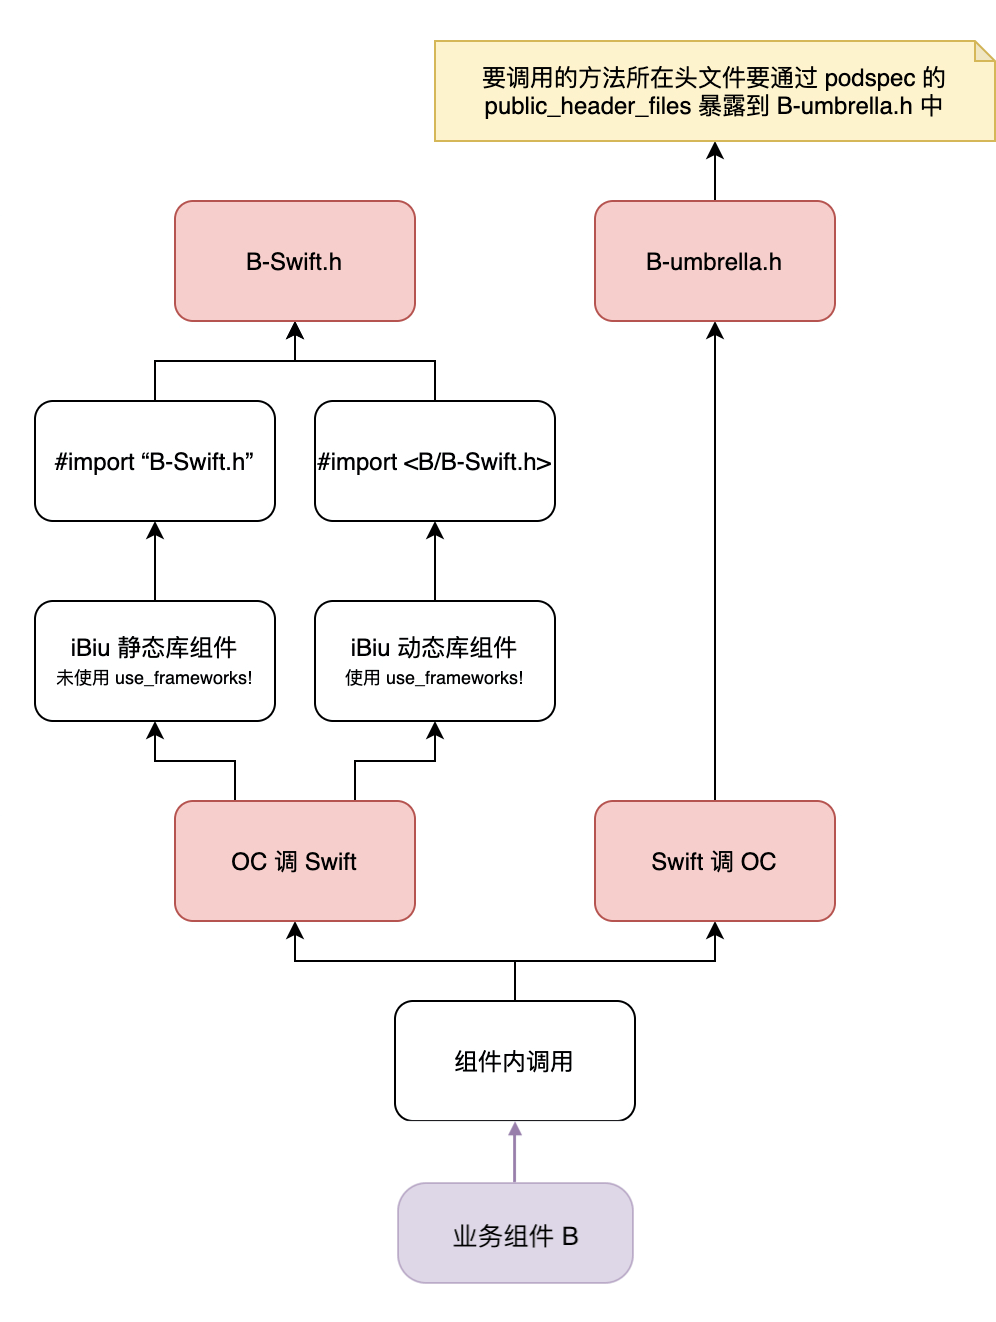 要调用的方法所在头文件要通过 podspec 的
public_header_files 暴露到 B-umbrella.h 中
B-Swift.h
B-umbrella.h
#import “B-Swift.h”
#import <B/B-Swift.h>
iBiu 静态库组件
未使用 use_frameworks!
iBiu 动态库组件
使用 use_frameworks!
OC 调 Swift
Swift 调 OC
组件内调用
业务组件 B